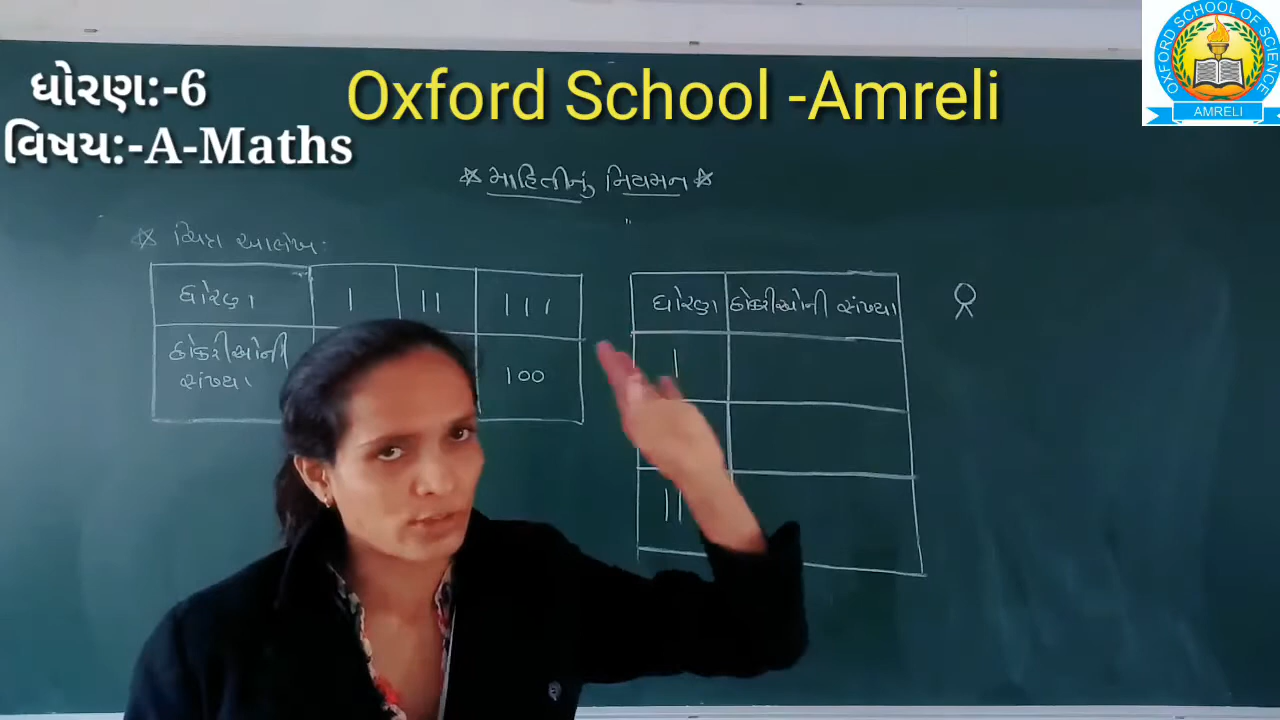 ધોરણ:-6
વિષય:-A-Maths
Oxford School -Amreli
OXFORD SCHOOL OF SCIENCE
AMRELI
માહિતીનું નિયમન
ચિત્ર આલેખ:
ધોરણ I II III
છોકરીઓની સંખ્યા 100
ધોરણ છોકરીઓની સંખ્યા
I
II